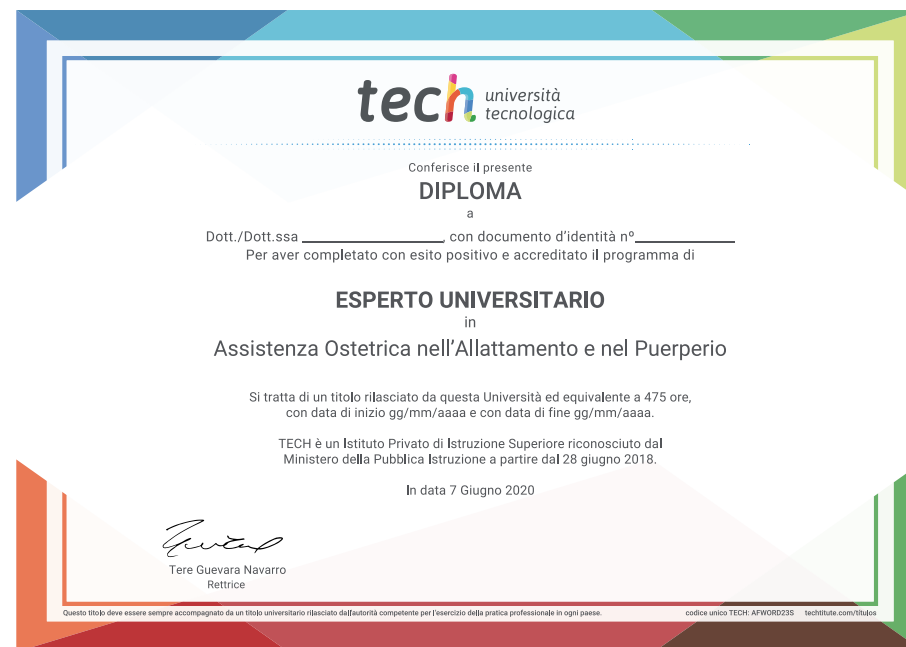 tech università
tecnologica
Conferisce il presente
DIPLOMA
a
Dott./Dott.ssa ____________________, con documento d'identità nº______________
Per aver completato con esito positivo e accreditato il programma di
ESPERTO UNIVERSITARIO
in
Assistenza Ostetrica nell'Allattamento e nel Puerperio
Si tratta di un titolo rilasciato da questa Università ed equivalente a 475 ore,
con data di inizio gg/mm/aaaa e con data di fine gg/mm/aaaa.
TECH è un Istituto Privato di Istruzione Superiore riconosciuto dal
Ministero della Pubblica Istruzione a partire dal 28 giugno 2018.
In data 7 Giugno 2020
Tere Guevara Navarro
Rettrice
Questo titolo deve essere sempre accompagnato da un titolo universitario rilasciato dall'autorità competente per l'esercizio della pratica professionale in ogni paese. codice unico TECH: AFWORD23S techtitute.com/titulos